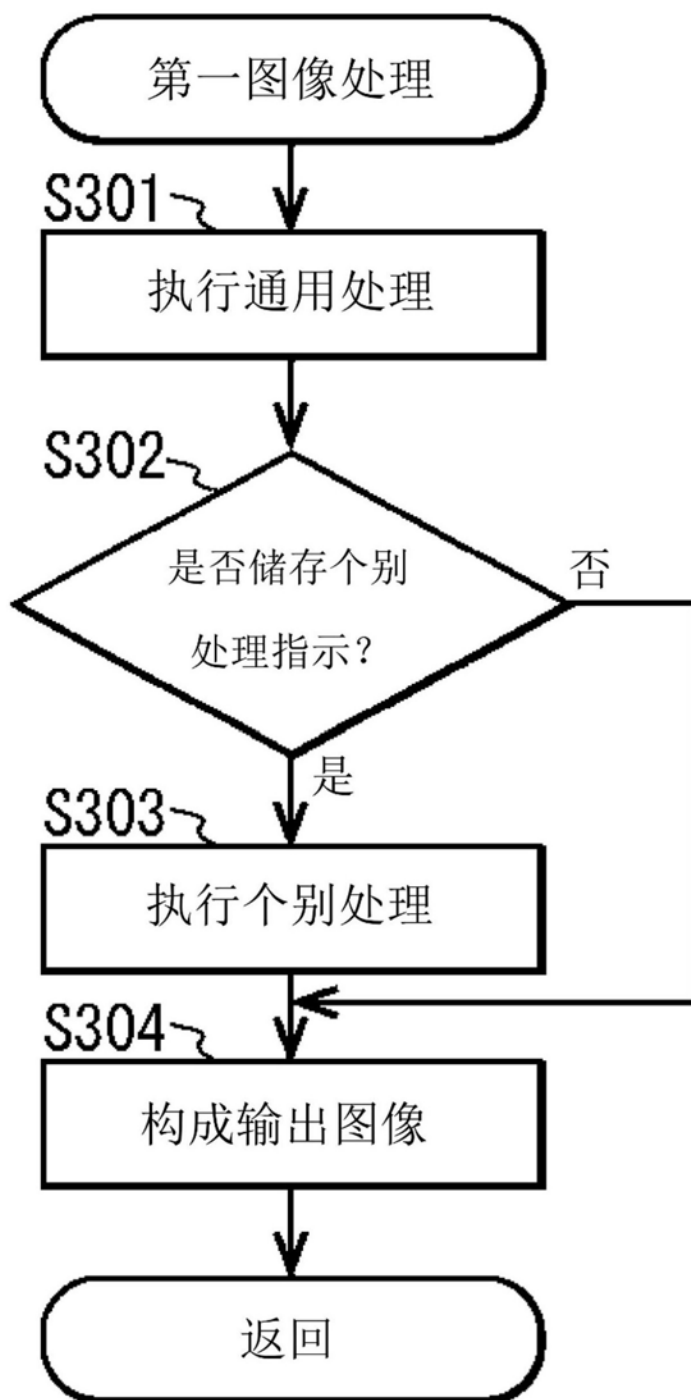 第一图像处理
S301
执行通用处理
S302
是否储存个别
处理指示？
否
是
S303
执行个别处理
S304
构成输出图像
返回